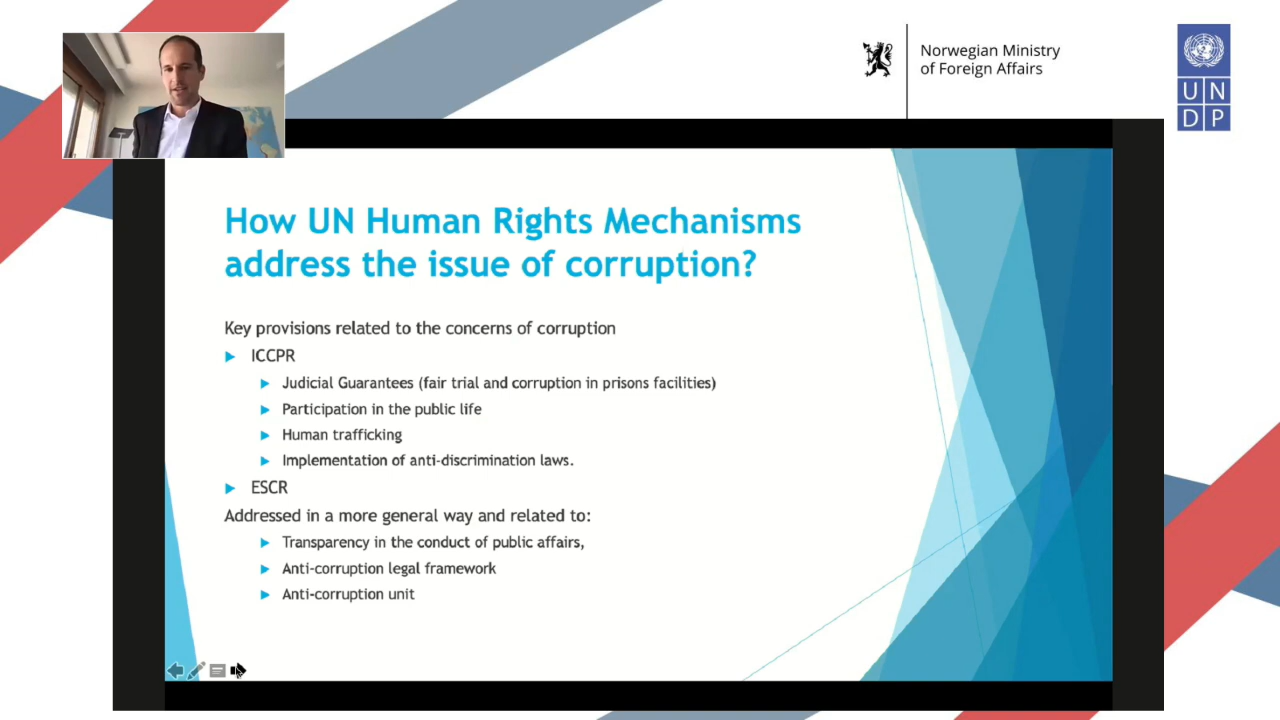 Norwegian Ministry
of Foreign Affairs
U N
D P
How UN Human Rights Mechanisms
address the issue of corruption?
Key provisions related to the concerns of corruption
ICCPR
Judicial Guarantees (fair trial and corruption in prisons facilities)
Participation in the public life
Human trafficking
Implementation of anti-discrimination laws.
ESCR
Addressed in a more general way and related to:
Transparency in the conduct of public affairs,
Anti-corruption legal framework
Anti-corruption unit